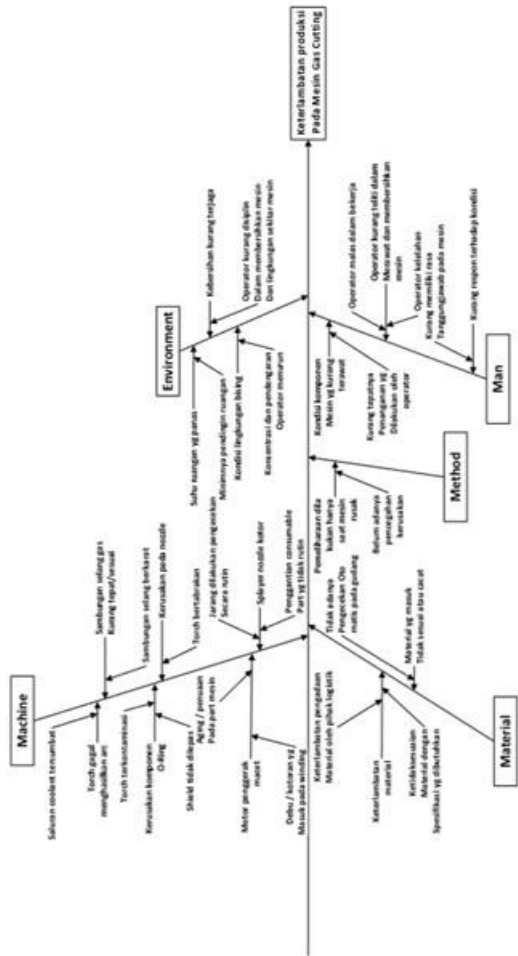 Machine
Saluran coolant tersumbat
Torch gagal
menghasilkan arc
Sambungan selang gas
Kurang tepat/sesuai
Sambungan selang berkarat
Torch terkontaminasi
Kerusakan komponen
O-Ring
Kerusakan pada nozzle
Torch bertabrakan
Shield tidak dilepas
Aging / penuaan
Pada part mesin
Jarang dilakukan pengecekan
Secara rutin
Splayer nozzle kotor
Motor penggerak
macet
Penggantian consumable
Part yg tidak rutin
Debu / kotoran yg
Masuk pada winding
Environment
Suhu ruangan yg panas
Kebersihan kurang terjaga
Minimnya pendingin ruangan
Kondisi lingkungan bising
Operator kurang disiplin
Dalam membersihkan mesin
Dan lingkungan sekitar mesin
Konsentrasi dan pendengaran
Operator menurun
Keterlambatan produksi
Pada Mesin Gas Cutting
Keterlambatan pengadaan
Material oleh pihak logistik
Tidak adanya
Pengecekan Oto
matis pada gudang
Keterlambatan
material
Material yg masuk
Tidak sesuai atau cacat
Ketidaksesuaian
Material dengan
Spesifikasi yg dibutuhkan
Material
Pemeliharaan dila
kukan hanya
saat mesin
rusak
Belum adanya
pencegahan
kerusakan
Method
Kondisi komponen
Mesin yg kurang
terawat
Operator malas dalam bekerja
Kurang tepatnya
Penanganan yg
Dilakukan oleh
operator
Operator kurang teliti dalam
Merawat dan membersihkan
mesin
Operator kelelahan
Kurang memiliki rasa
Tanggungjawab pada mesin
Kurang respon terhadap kondisi
Man